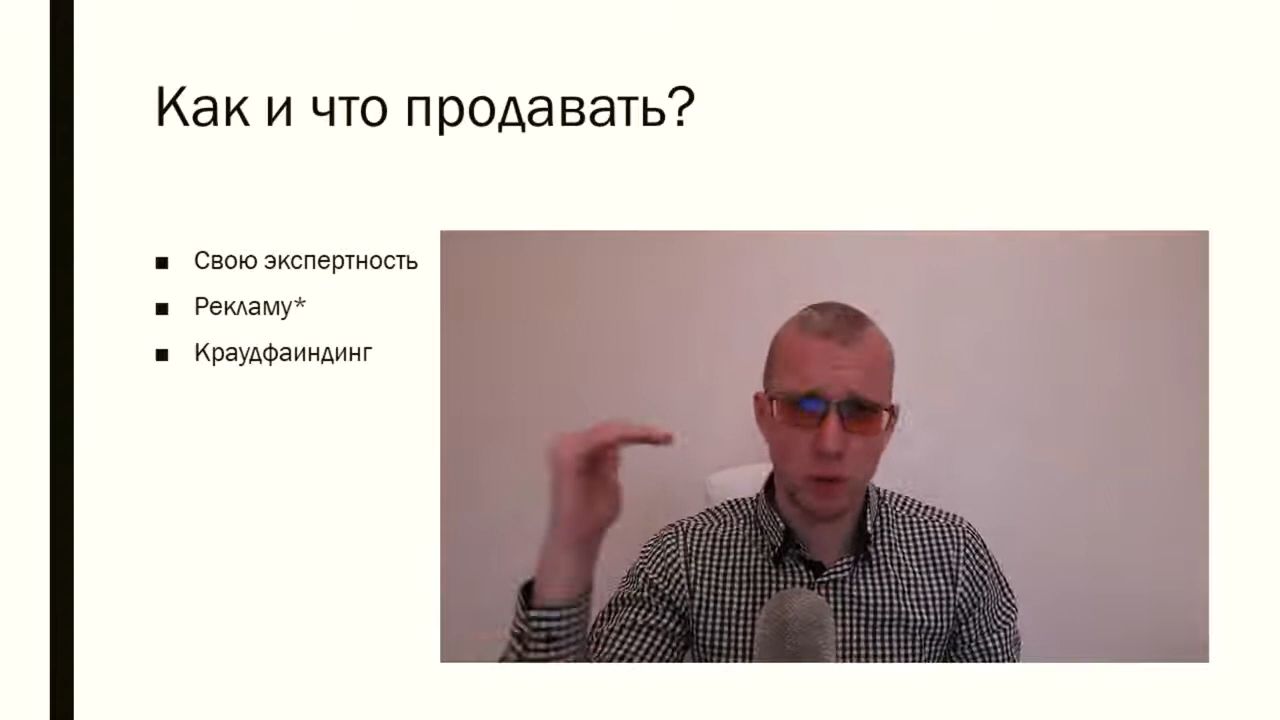 Как и что продавать?
Свою экспертность
Рекламу*
Краудфаиндинг